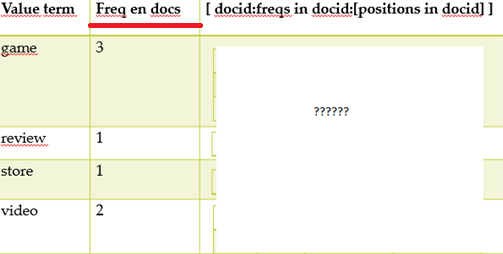 Value term Freq en docs [ docid:freqs in docid:[positions in docid] ]
game 3
??????
review 1
store 1
video 2